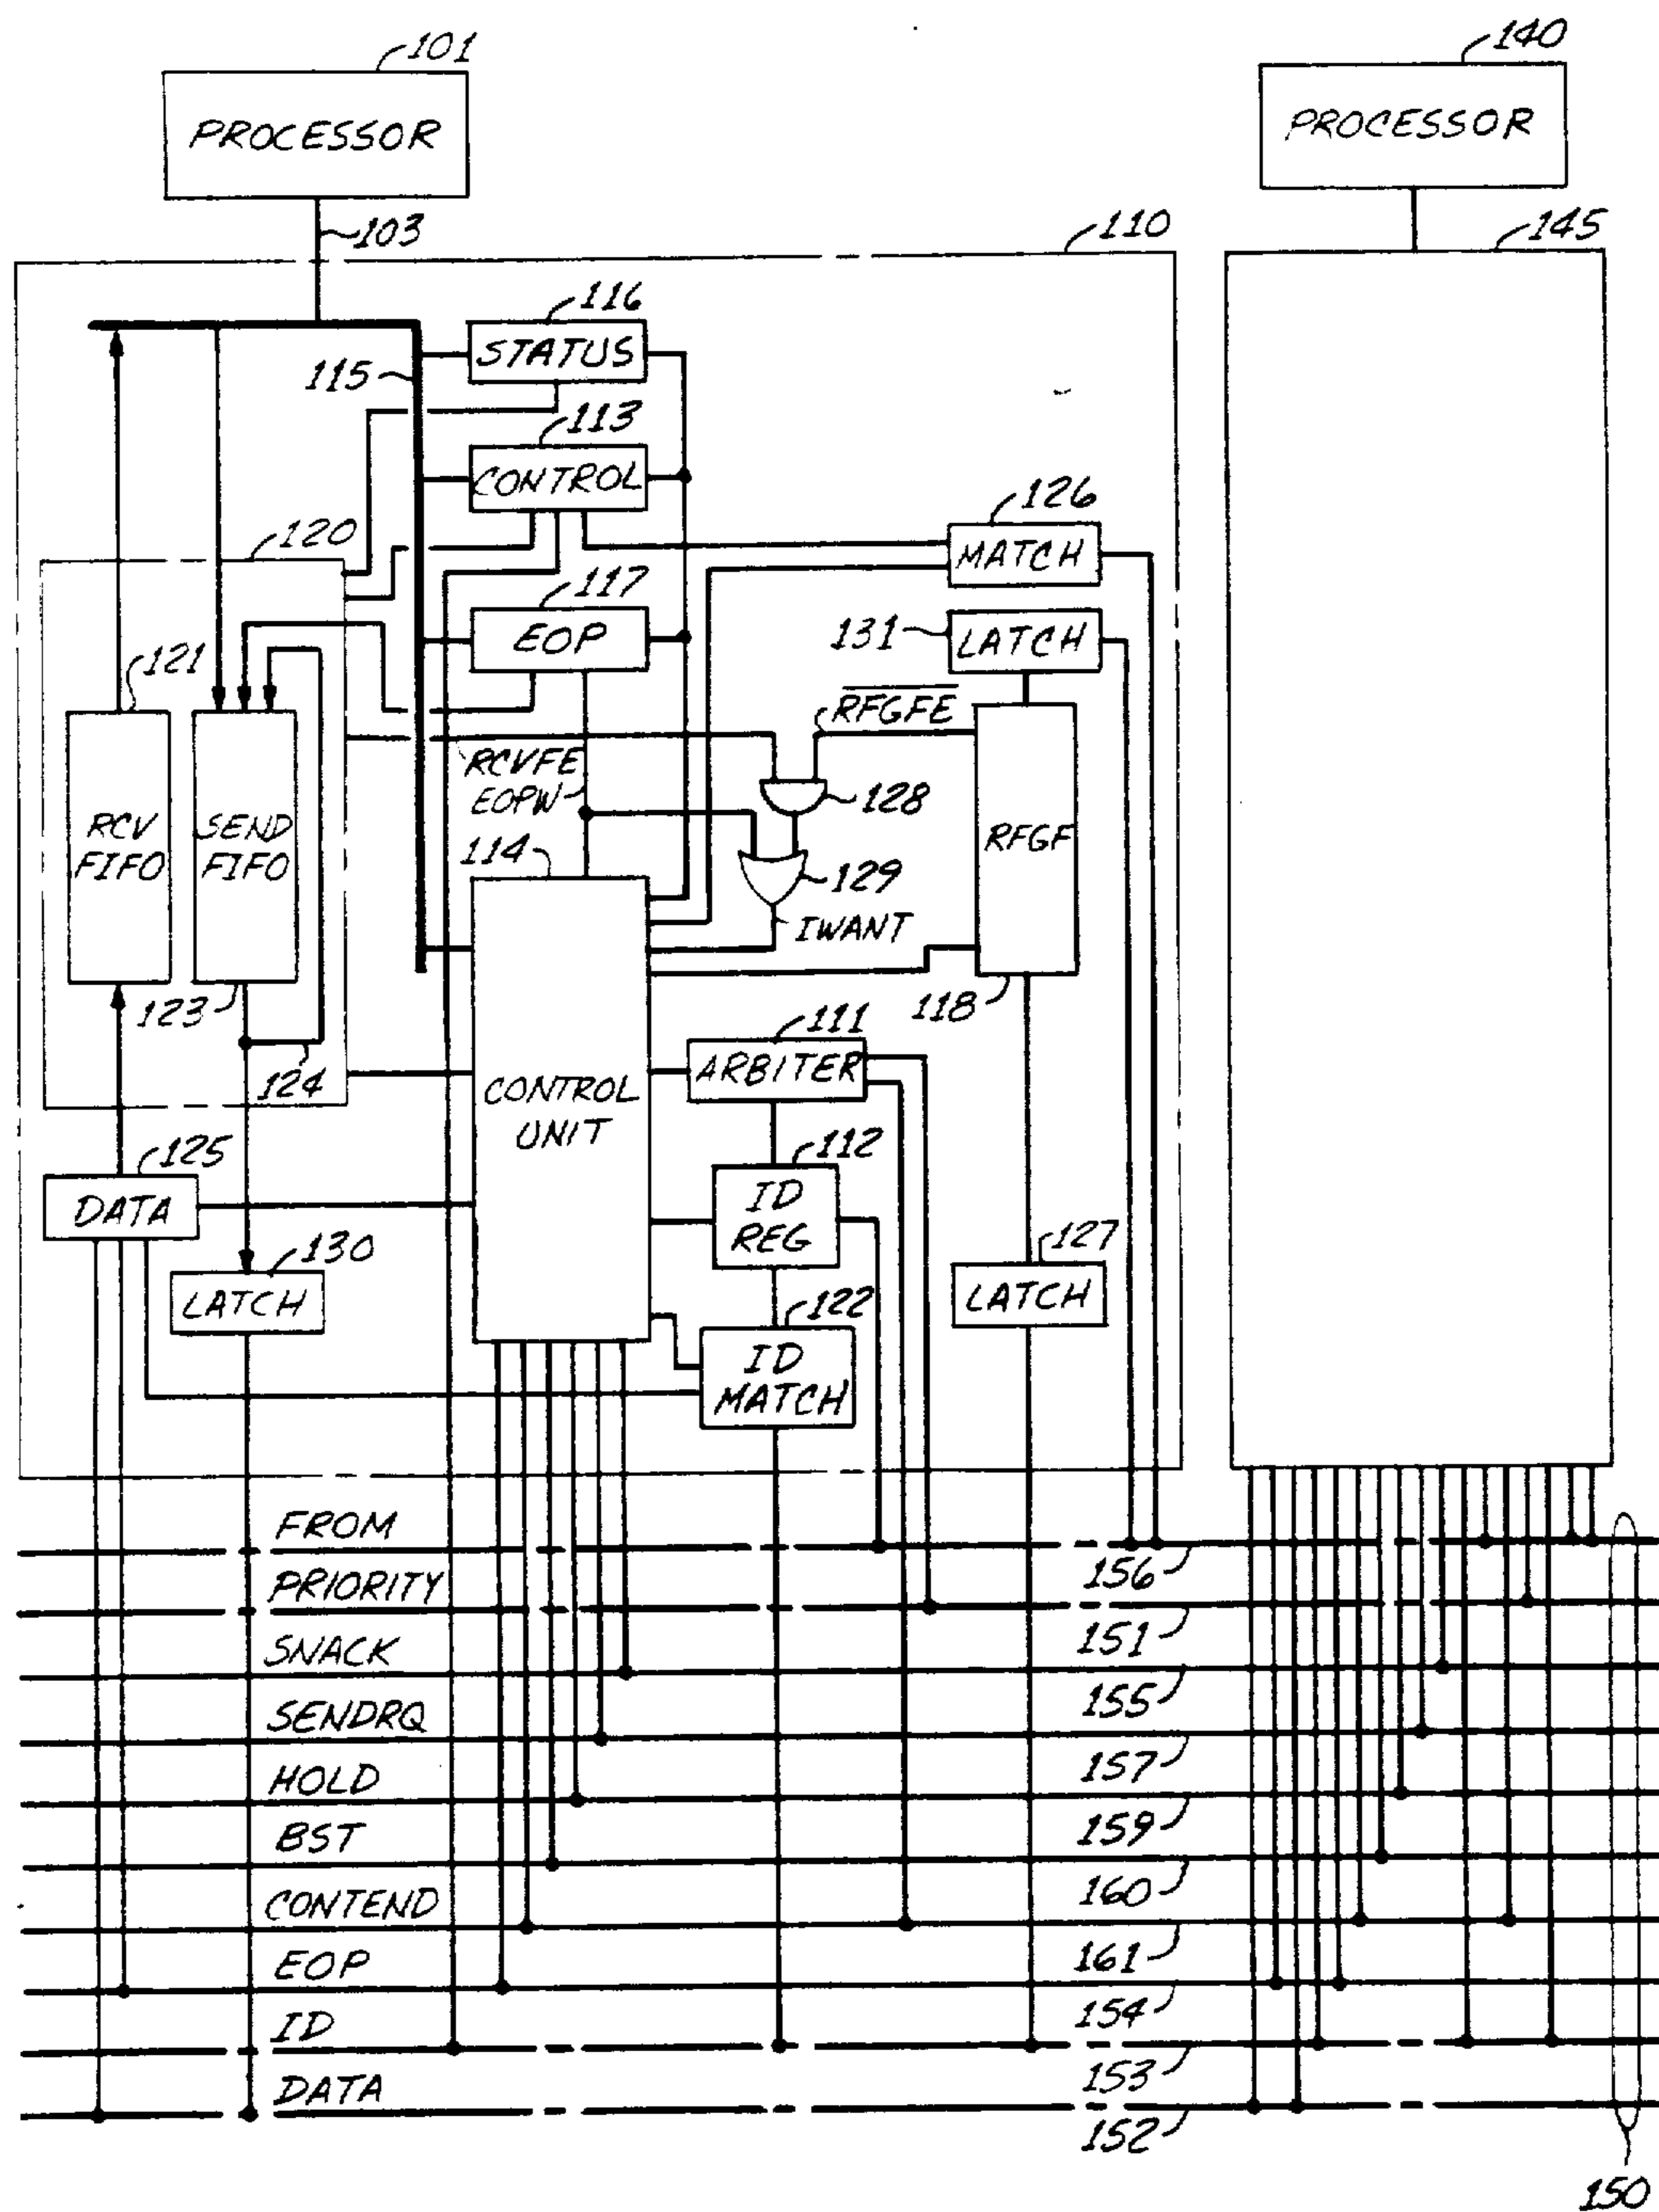 101
PROCESSOR
103
140
PROCESSOR
110
145
116
STATUS
115
113
CONTROL
126
MATCH
120
117
EOP
131
LATCH
121
RFGFE
RCVFE
EOPW
128
RCV
FIFO
SEND
FIFO
RFGF
114
129
IWANT
123
118
124
111
ARBITER
CONTROL
UNIT
125
DATA
112
ID
REG
130
LATCH
127
LATCH
122
ID
MATCH
FROM
156
PRIORITY
151
SNACK
155
SENDRQ
157
HOLD
159
BST
160
CONTEND
161
EOP
154
ID
153
DATA
152
150